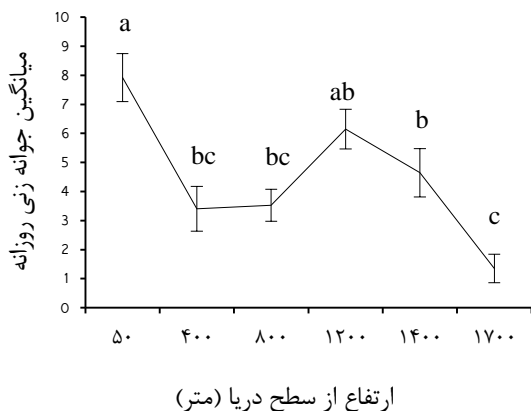 میانگین جوانه زنی روزانه
10
9
8
7
6
5
4
3
2
1
0
a
bc
bc
ab
b
c
۵۰ ۴۰۰ ۸۰۰ ۱۲۰۰ ۱۴۰۰ ۱۷۰۰
ارتفاع از سطح دریا (متر)